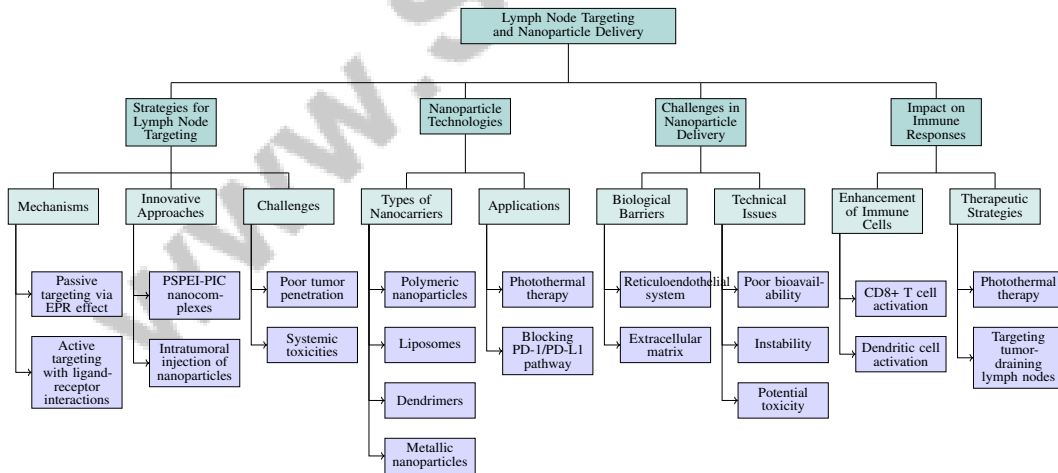 Lymph Node Targeting
and Nanoparticle Delivery
Strategies for
Lymph Node
Targeting
Nanoparticle
Technologies
Challenges in
Nanoparticle
Delivery
Impact on
Immune
Responses
Mechanisms
Innovative
Approaches
Challenges
Types of
Nanocarriers
Applications
Biological
Barriers
Technical
Issues
Enhancement
of Immune
Cells
Therapeutic
Strategies
Passive
targeting via
EPR effect
Active
targeting
with ligand-
receptor
interactions
PSPEI-PIC
nanocom-
plexes
Intratumoral
injection of
nanoparticles
Poor tumor
penetration
Systemic
toxicities
Polymeric
nanoparticles
Liposomes
Dendrimers
Metallic
nanoparticles
Photothermal
therapy
Blocking
PD-1/PD-L1
pathway
Reticuloendothelial
system
Extracellular
matrix
Poor bioavail-
ability
Instability
Potential
toxicity
CD8+ T cell
activation
Dendritic cell
activation
Photothermal
therapy
Targeting
tumor-
draining
lymph nodes
www.s